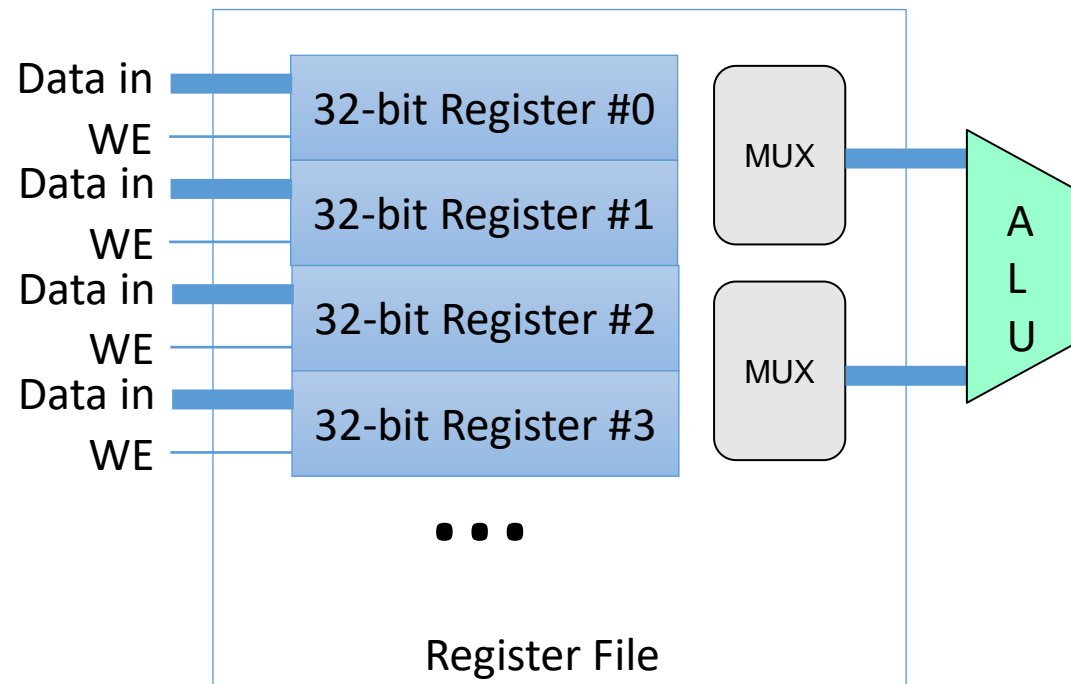 Data in
32-bit Register #0
WE
MUX
Data in
32-bit Register #1
WE
A
L
U
Data in
32-bit Register #2
WE
MUX
Data in
32-bit Register #3
WE
...
Register File